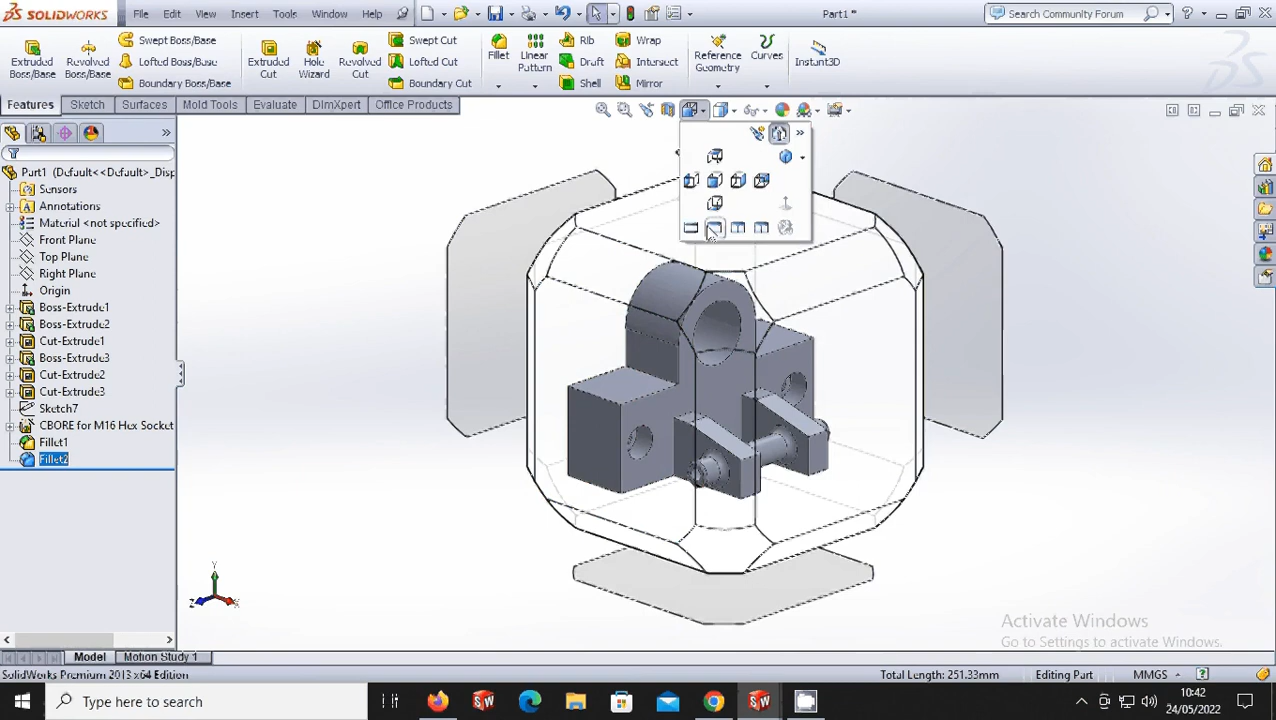 SOLIDWORKS File Edit View Insert Tools Window Help Part1 * Search Community Forum
Extruded Boss/Base
Revolved Boss/Base
Swept Boss/Base
Lofted Boss/Base
Boundary Boss/Base
Extruded Cut
Hole Wizard
Revolved Cut
Swept Cut
Lofted Cut
Boundary Cut
Fillet
Linear Pattern
Rib
Draft
Shell
Wrap
Intersect
Mirror
Reference Geometry
Curves
Instant3D
Features Sketch Surfaces Mold Tools Evaluate DimXpert Office Products
Part1 (Default<<Default>_Disp
Sensors
Annotations
Material <not specified>
Front Plane
Top Plane
Right Plane
Origin
Boss-Extrude1
Boss-Extrude2
Cut-Extrude1
Boss-Extrude3
Cut-Extrude2
Cut-Extrude3
Sketch7
CBORE for M16 Hex Socket
Fillet1
Fillet2
Y
Z X
Activate Windows
Go to Settings to activate Windows.
Model Motion Study 1
SolidWorks Premium 2013 x64 Edition Total Length: 251.33mm Editing Part MMGS
Type here to search
10:42
24/05/2022